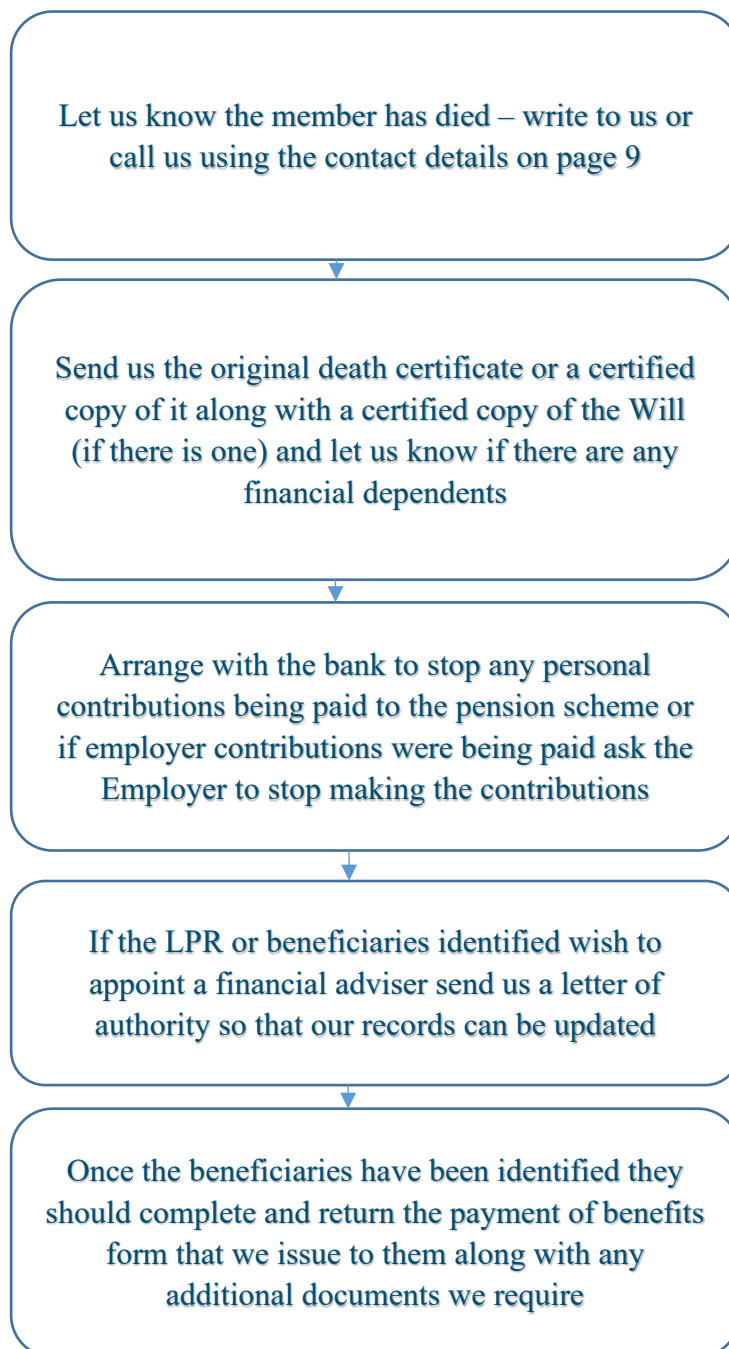 Let us know the member has died – write to us or
call us using the contact details on page 9
Send us the original death certificate or a certified
copy of it along with a certified copy of the Will
(if there is one) and let us know if there are any
financial dependents
Arrange with the bank to stop any personal
contributions being paid to the pension scheme or
if employer contributions were being paid ask the
Employer to stop making the contributions
If the LPR or beneficiaries identified wish to
appoint a financial adviser send us a letter of
authority so that our records can be updated
Once the beneficiaries have been identified they
should complete and return the payment of benefits
form that we issue to them along with any
additional documents we require